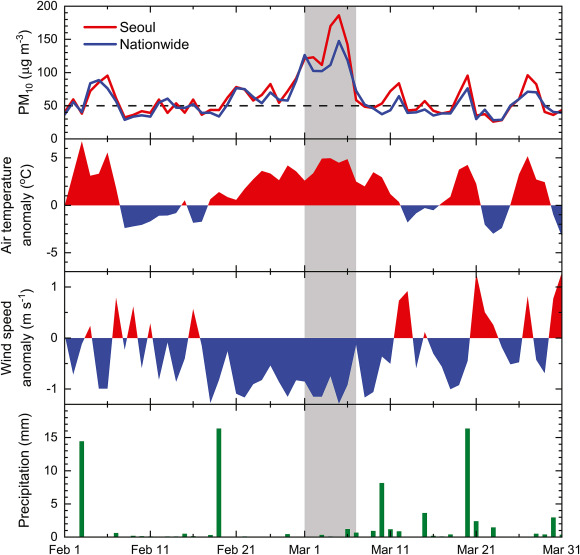 200
Seoul
Nationwide
150
100
50
0
PM10 (µg m-3)
5
0
-5
Air temperature
anomaly (ºC)
1
0
-1
Wind speed
anomaly (m s-1)
15
10
5
0
Precipitation (mm)
Feb 1 Feb 11 Feb 21 Mar 1 Mar 11 Mar 21 Mar 31